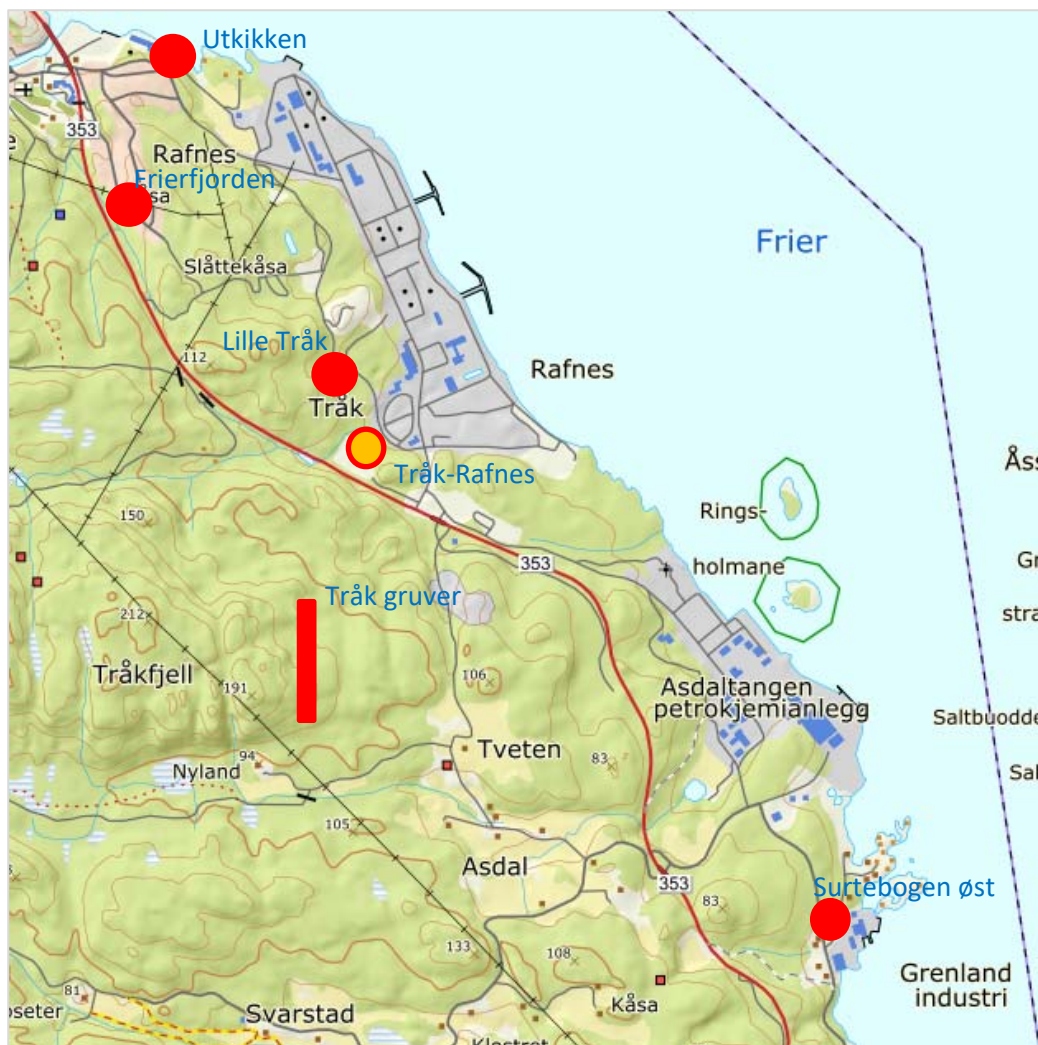 Utkikken
353
Rafnes
Frierfjorden
Frier
Slåttekåsa
Lille Tråk
112
Rafnes
Tråk
Tråk-Rafnes
Rings-
150
353
holmane
Tråk gruver
212
Tråkfjell
191
106
Asdaltangen
petrokjemianlegg
Saltbuodde
Tveten
83
94
Nyland
105
Asdal
353
Surtebogen øst
83
133
108
Grenland
industri
81
Kåsa
Svarstad